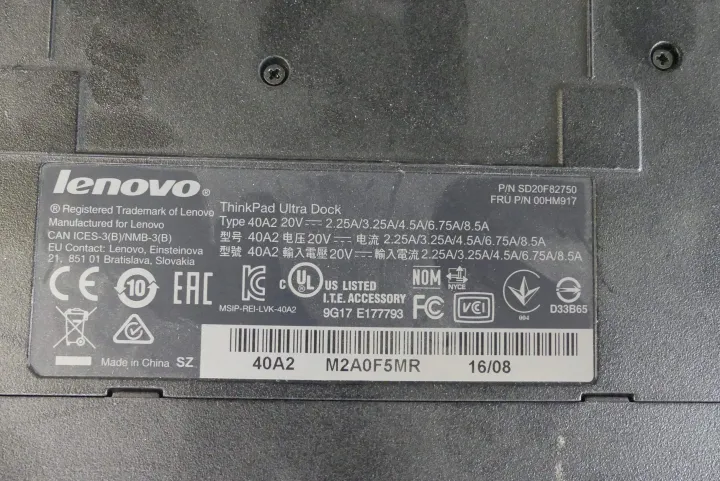 lenovo®
P/N SD20F82750
FRU P/N 00HM917
® Registered Trademark of Lenovo
Manufactured for Lenovo
CAN ICES-3(B)/NMB-3(B)
EU Contact: Lenovo, Einsteinova
21, 851 01 Bratislava, Slovakia
ThinkPad Ultra Dock
Type 40A2 20V⎓2.25A/3.25A/4.5A/6.75A/8.5A
型号 40A2 电压20V⎓电流 2.25A/3.25A/4.5A/6.75A/8.5A
型號 40A2 輸入電壓20V⎓輸入電流 2.25A/3.25A/4.5A/6.75A/8.5A
CE
10
EAC
KC
MSIP-REI-LVK-40A2
C UL US LISTED
I.T.E. ACCESSORY
9G17 E177793
NOM
NYCE
FC
VCI
004
D33B65
Made in China SZ
40A2 M2A0F5MR 16/08